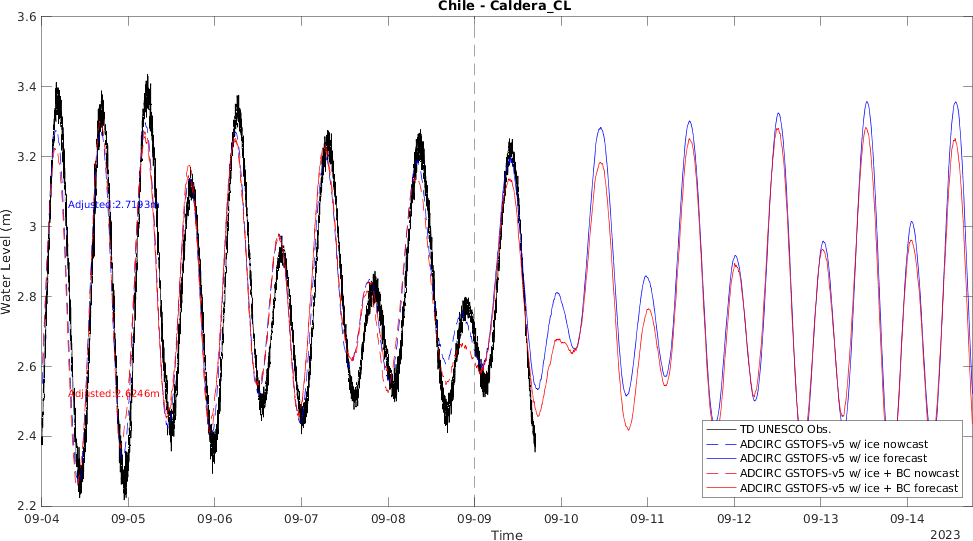 Chile - Caldera_CL
3.6
3.4
3.2
3
2.8
2.6
2.4
2.2
Water Level (m)
Adjusted:2.7193m
Adjusted:2.6246m
TD UNESCO Obs.
ADCIRC GSTOFS-v5 w/ ice nowcast
ADCIRC GSTOFS-v5 w/ ice forecast
ADCIRC GSTOFS-v5 w/ ice + BC nowcast
ADCIRC GSTOFS-v5 w/ ice + BC forecast
09-04 09-05 09-06 09-07 09-08 09-09 09-10 09-11 09-12 09-13 09-14
Time
2023